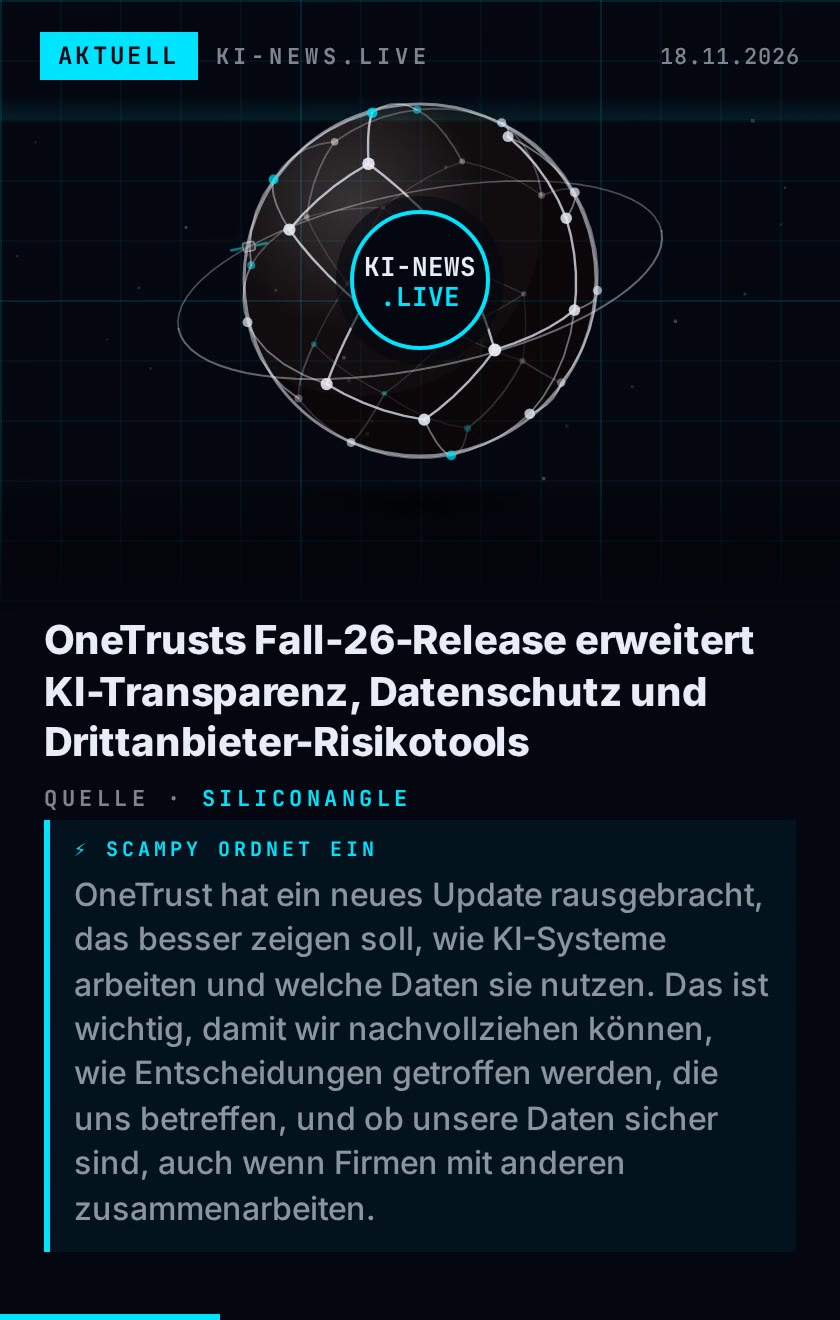 AKTUELL KI-NEWS.LIVE 18.11.2026
KI-NEWS
.LIVE
OneTrusts Fall-26-Release erweitert
KI-Transparenz, Datenschutz und
Drittanbieter-Risikotools
QUELLE · SILICONANGLE
⚡ SCAMPY ORDNET EIN
OneTrust hat ein neues Update rausgebracht,
das besser zeigen soll, wie KI-Systeme
arbeiten und welche Daten sie nutzen. Das ist
wichtig, damit wir nachvollziehen können,
wie Entscheidungen getroffen werden, die
uns betreffen, und ob unsere Daten sicher
sind, auch wenn Firmen mit anderen
zusammenarbeiten.